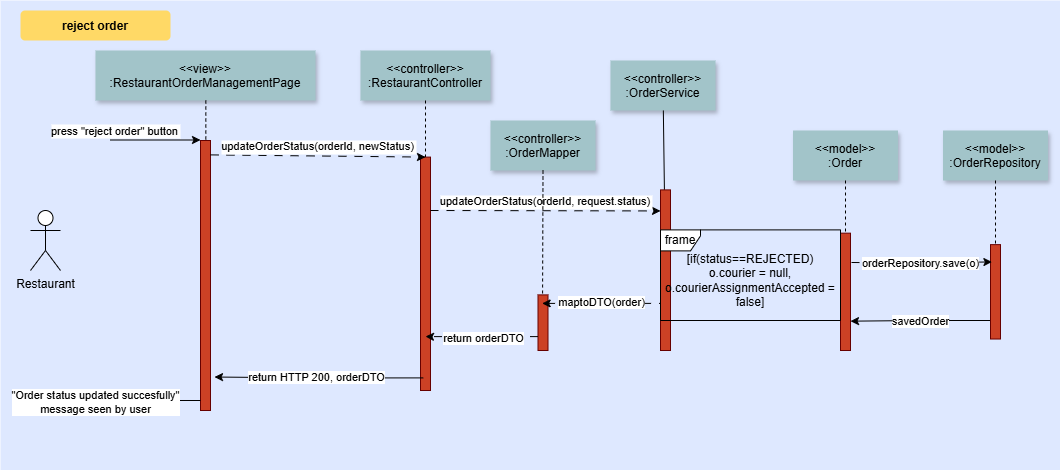 reject order
<<view>>
:RestaurantOrderManagementPage
<<controller>>
:RestaurantController
<<controller>>
:OrderService
<<controller>>
:OrderMapper
<<model>>
:Order
<<model>>
:OrderRepository
press "reject order" button
updateOrderStatus(orderId, newStatus)
updateOrderStatus(orderId, request.status)
Restaurant
frame
[if(status==REJECTED)
o.courier = null,
o.courierAssignmentAccepted =
false]
orderRepository.save(o)
maptoDTO(order)
savedOrder
return orderDTO
return HTTP 200, orderDTO
"Order status updated succesfully"
message seen by user